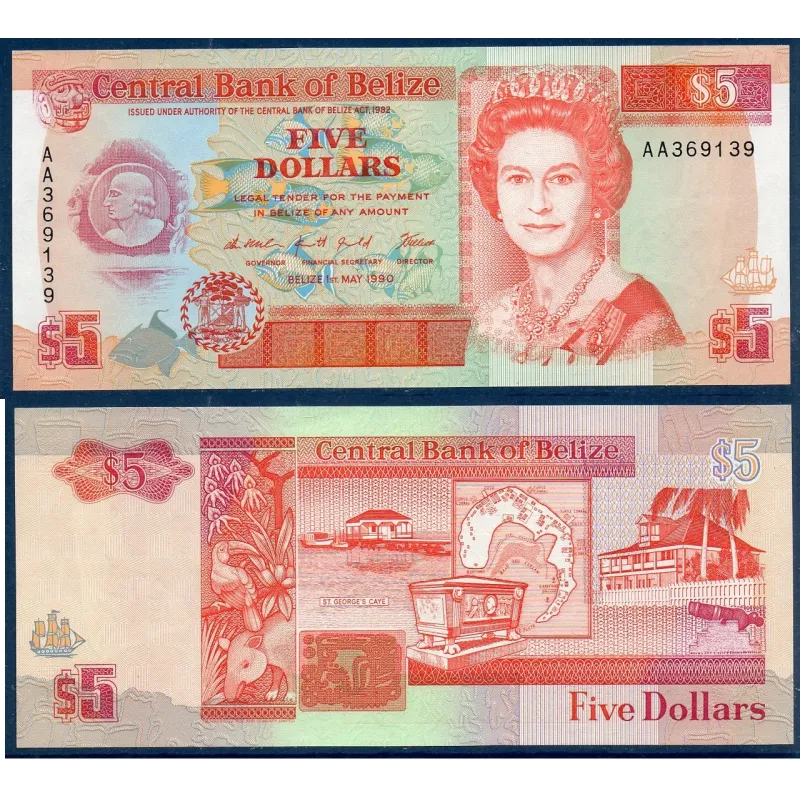 Central Bank of Belize
$5
ISSUED UNDER AUTHORITY OF THE CENTRAL BANK OF BELIZE ACT, 1982
FIVE
DOLLARS
AA369139
AA369139
LEGAL TENDER FOR THE PAYMENT
IN BELIZE OF ANY AMOUNT
GOVERNOR FINANCIAL SECRETARY DIRECTOR
BELIZE 1ST. MAY 1990
$5
$5
Central Bank of Belize
$5
$5
ST. GEORGE'S CAYE
$5
Five Dollars